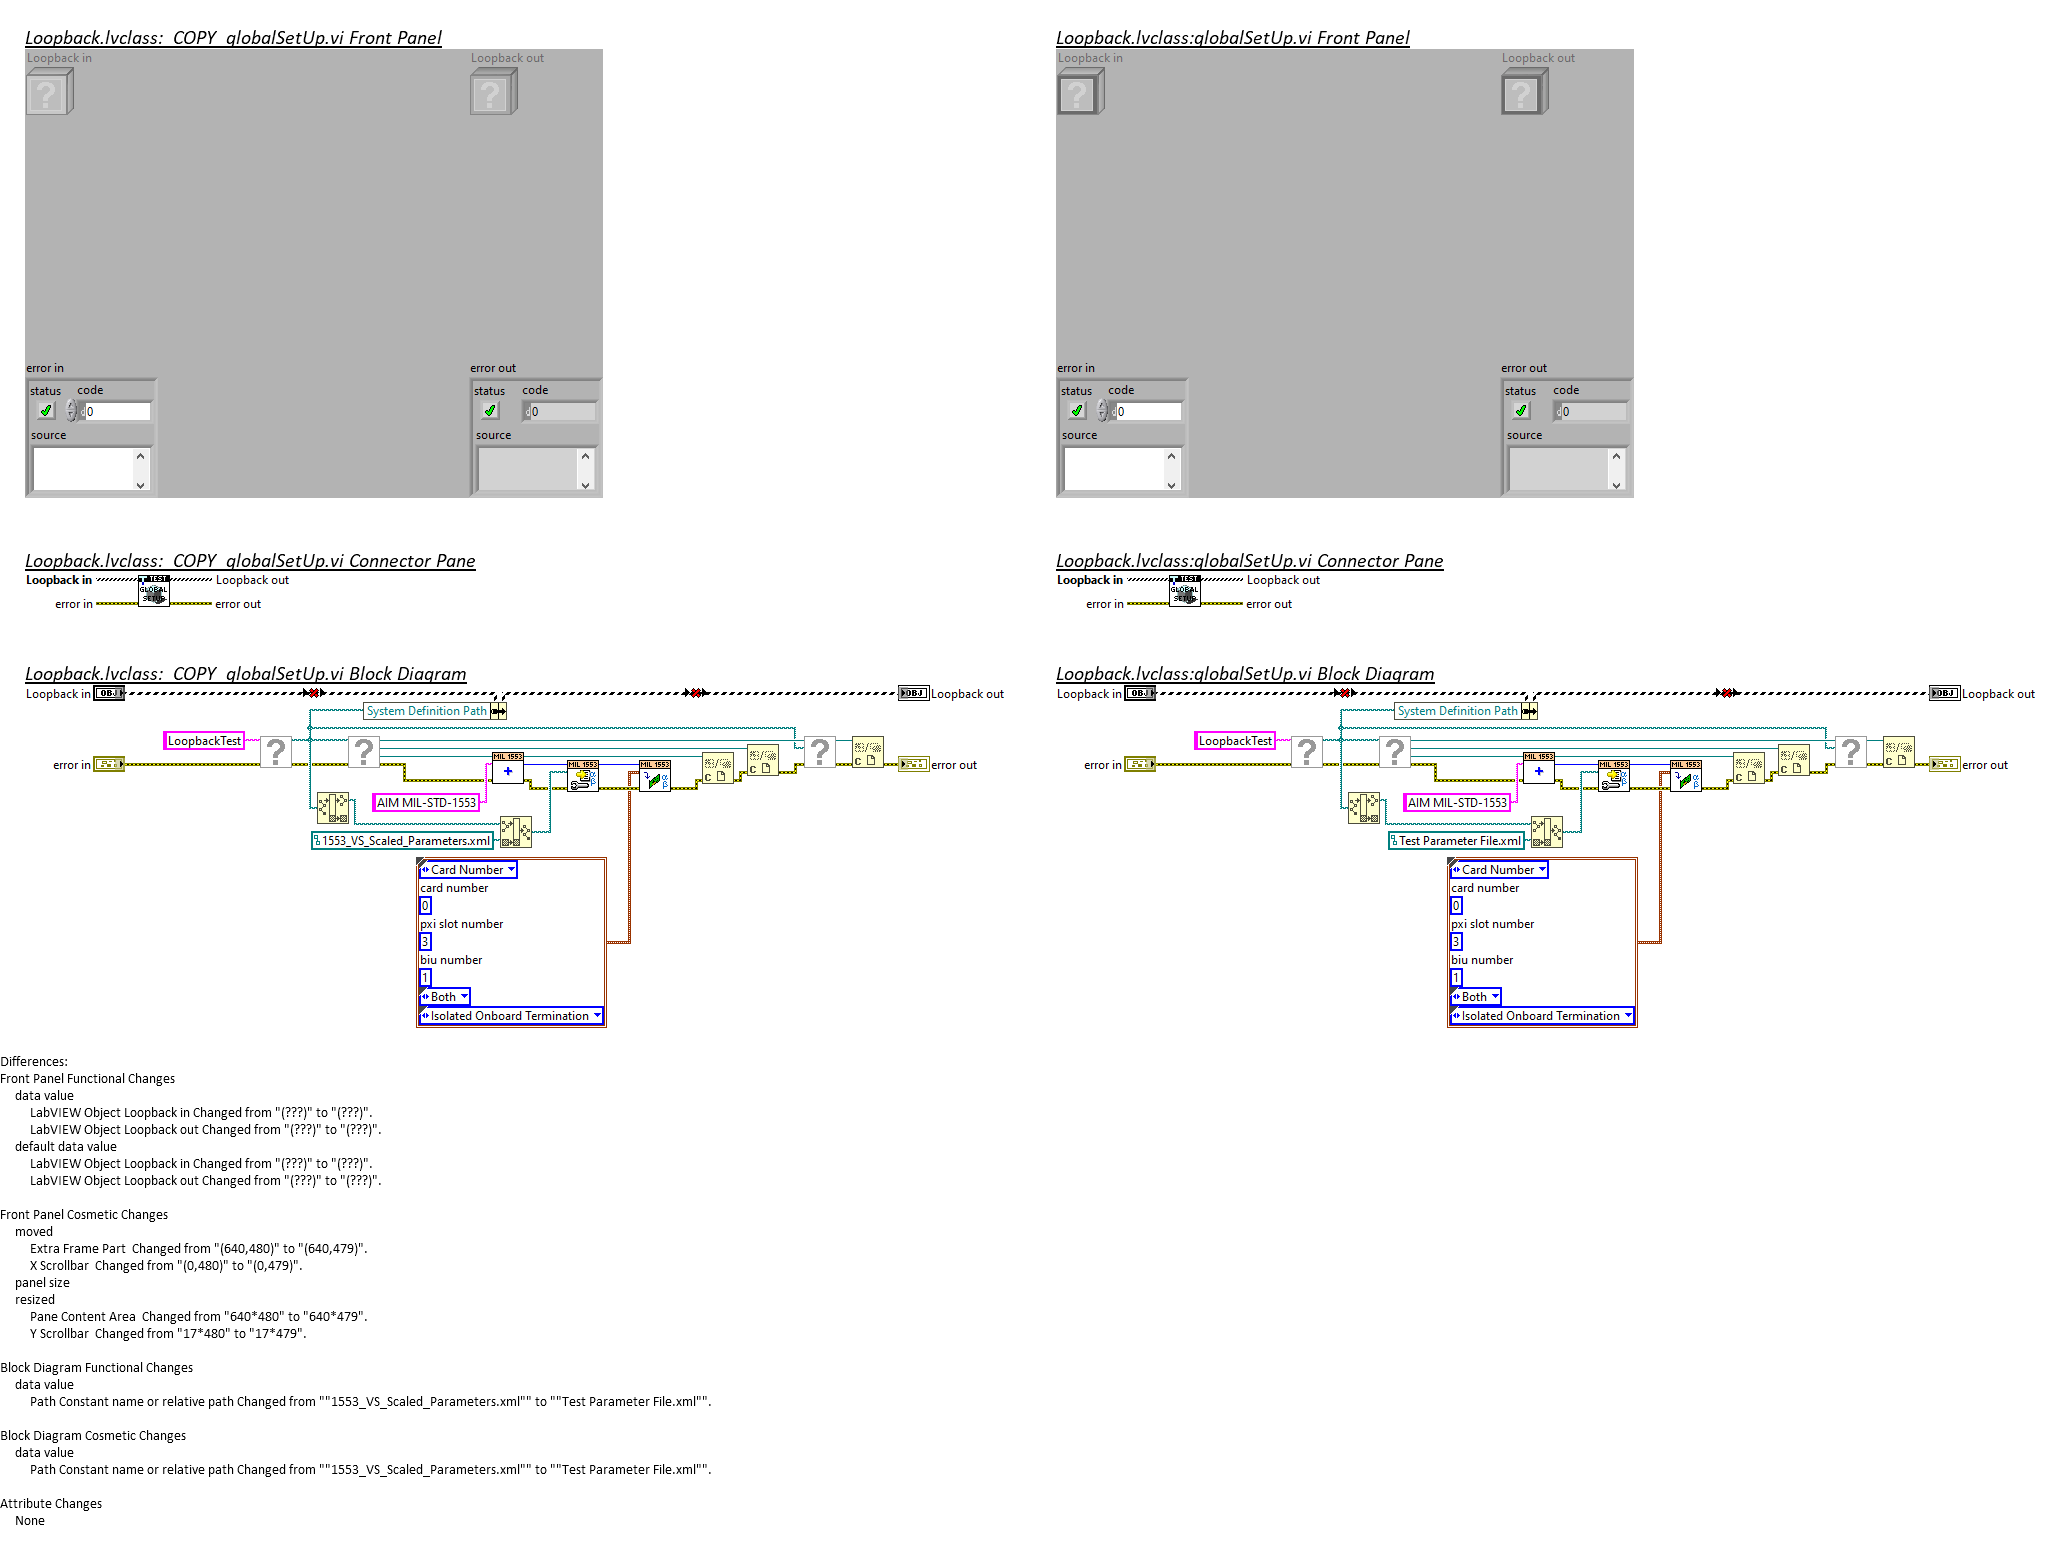 Loopback.lvclass:  COPY  globalSetUp.vi Front Panel
Loopback in
Loopback out
error in
status code
0
source
error out
status code
0
source
Loopback.lvclass:  COPY  globalSetUp.vi Connector Pane
Loopback in
TEST
GLOBAL
SETUP
Loopback out
error in
error out
Loopback.lvclass:  COPY  globalSetUp.vi Block Diagram
Loopback in
OBJ
OBJ
Loopback out
System Definition Path
LoopbackTest
?
?
?
error in
MIL 1553
MIL 1553
MIL 1553
error out
AIM MIL-STD-1553
1553_VS_Scaled_Parameters.xml
Card Number
card number
0
pxi slot number
3
biu number
1
Both
Isolated Onboard Termination
Loopback.lvclass:globalSetUp.vi Front Panel
Loopback in
Loopback out
error in
status code
0
source
error out
status code
0
source
Loopback.lvclass:globalSetUp.vi Connector Pane
Loopback in
TEST
GLOBAL
SETUP
Loopback out
error in
error out
Loopback.lvclass:globalSetUp.vi Block Diagram
Loopback in
OBJ
OBJ
Loopback out
System Definition Path
LoopbackTest
?
?
?
error in
MIL 1553
MIL 1553
MIL 1553
error out
AIM MIL-STD-1553
Test Parameter File.xml
Card Number
card number
0
pxi slot number
3
biu number
1
Both
Isolated Onboard Termination
Differences:
Front Panel Functional Changes
data value
LabVIEW Object Loopback in Changed from "(???)" to "(???)".
LabVIEW Object Loopback out Changed from "(???)" to "(???)".
default data value
LabVIEW Object Loopback in Changed from "(???)" to "(???)".
LabVIEW Object Loopback out Changed from "(???)" to "(???)".
Front Panel Cosmetic Changes
moved
Extra Frame Part  Changed from "(640,480)" to "(640,479)".
X Scrollbar  Changed from "(0,480)" to "(0,479)".
panel size
resized
Pane Content Area  Changed from "640*480" to "640*479".
Y Scrollbar  Changed from "17*480" to "17*479".
Block Diagram Functional Changes
data value
Path Constant name or relative path Changed from ""1553_VS_Scaled_Parameters.xml"" to ""Test Parameter File.xml"".
Block Diagram Cosmetic Changes
data value
Path Constant name or relative path Changed from ""1553_VS_Scaled_Parameters.xml"" to ""Test Parameter File.xml"".
Attribute Changes
None